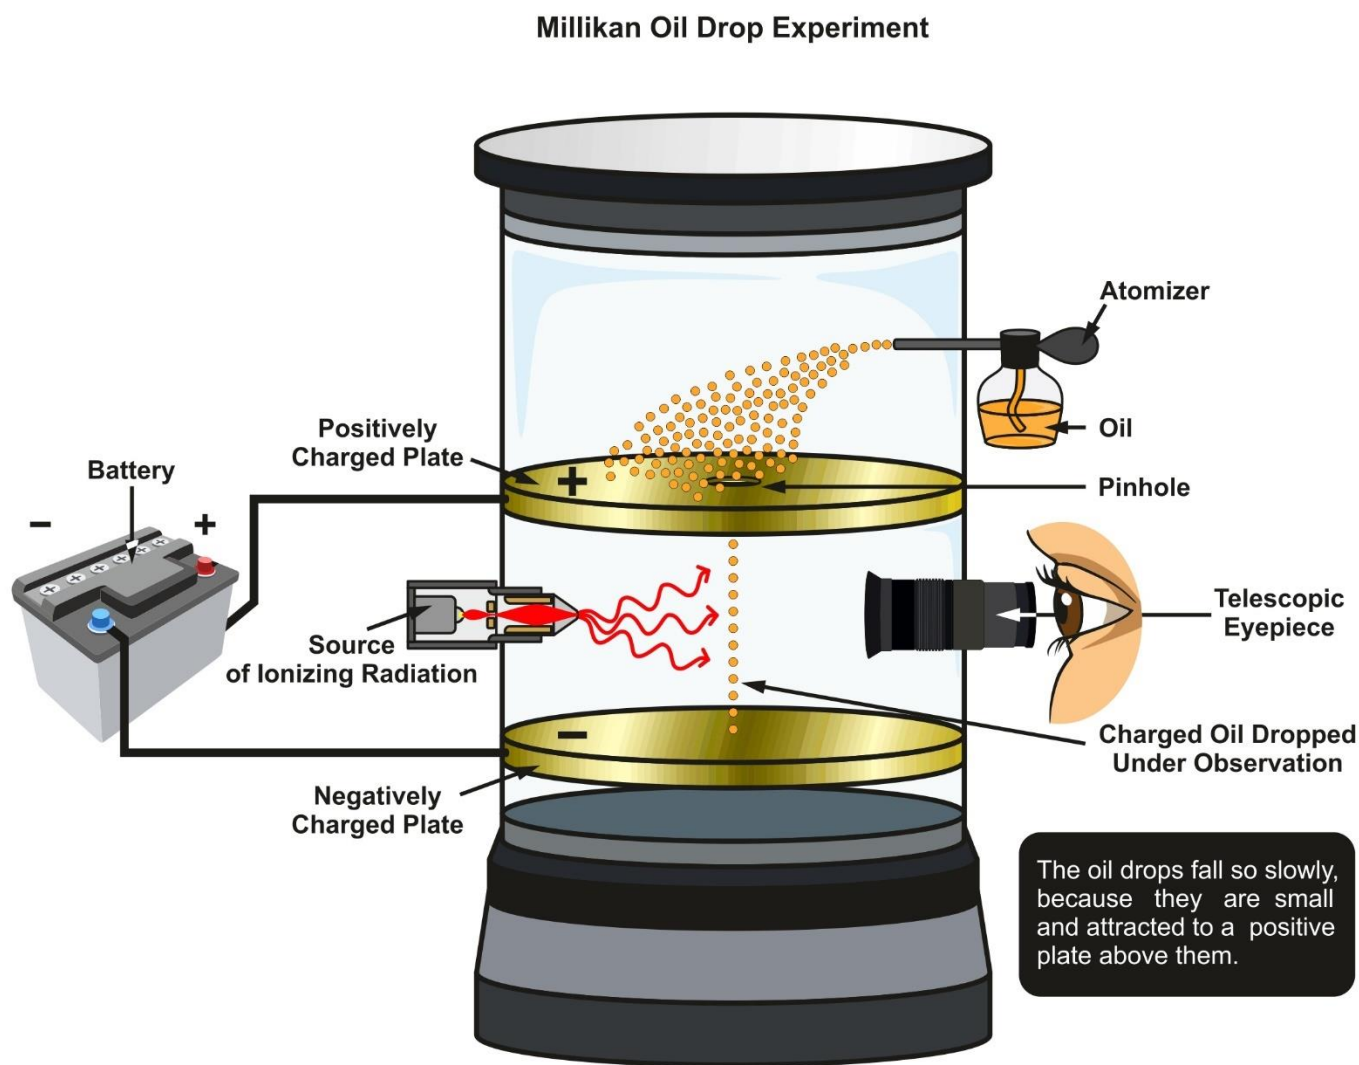 Millikan Oil Drop Experiment
Atomizer
Oil
Pinhole
Positively
Charged Plate
+
Battery
−
+
Source
of Ionizing Radiation
Telescopic
Eyepiece
Charged Oil Dropped
Under Observation
−
Negatively
Charged Plate
The oil drops fall so slowly,
because they are small
and attracted to a positive
plate above them.